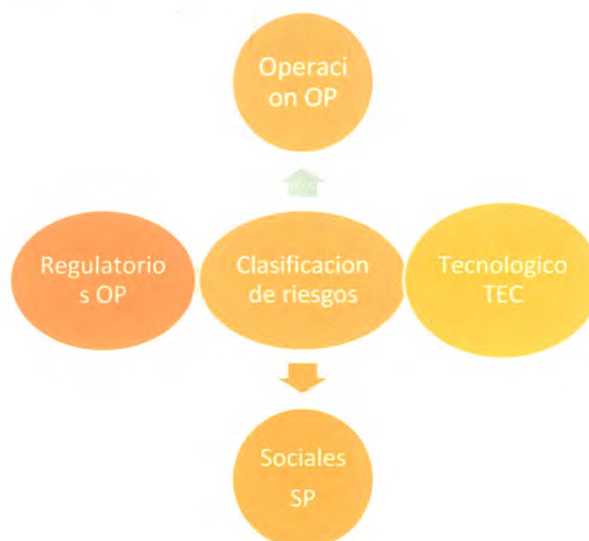 Operaci
on OP
Regulatorio
s OP
Clasificacion
de riesgos
Tecnologico
TEC
Sociales
SP